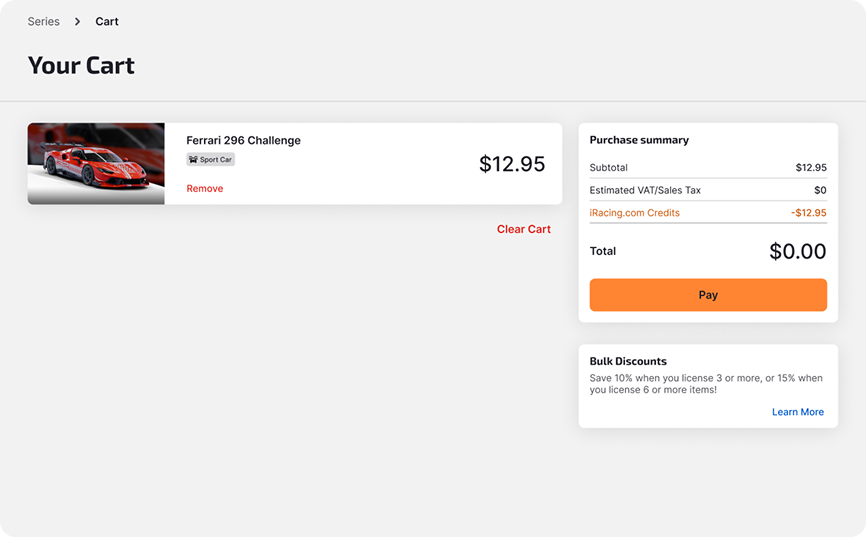 Series > Cart
Your Cart
Ferrari 296 Challenge
Sport Car
$12.95
Remove
Clear Cart
Purchase summary
Subtotal $12.95
Estimated VAT/Sales Tax $0
iRacing.com Credits -$12.95
Total $0.00
Pay
Bulk Discounts
Save 10% when you license 3 or more, or 15% when
you license 6 or more items!
Learn More